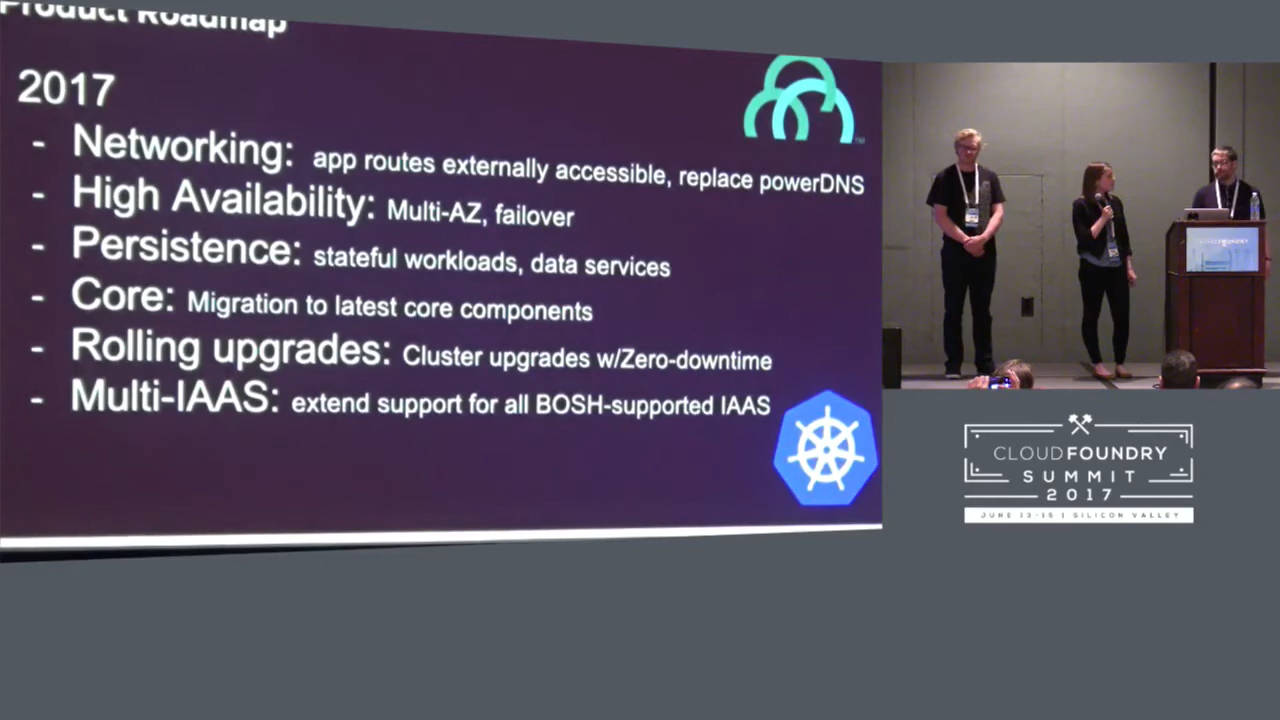 Product Roadmap
2017
- Networking: app routes externally accessible, replace powerDNS
- High Availability: Multi-AZ, failover
- Persistence: stateful workloads, data services
- Core: Migration to latest core components
- Rolling upgrades: Cluster upgrades w/Zero-downtime
- Multi-IAAS: extend support for all BOSH-supported IAAS
CLOUDFOUNDRY
SUMMIT
2017
JUNE 13-15 | SILICON VALLEY